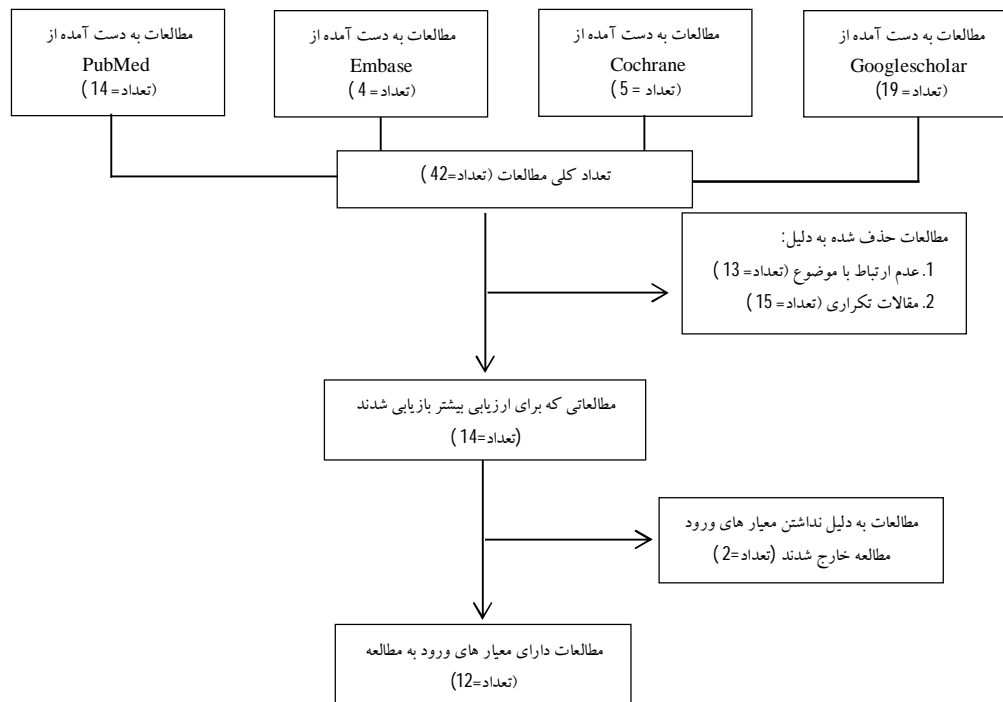 مطالعات به دست آمده از
PubMed
(تعداد= 14)
مطالعات به دست آمده از
Embase
(تعداد= 4)
مطالعات به دست آمده از
Cochrane
(تعداد = 5)
مطالعات به دست آمده از
Googlescholar
(تعداد= 19)
تعداد کلی مطالعات (تعداد=42)
مطالعات حذف شده به دلیل:
1. عدم ارتباط با موضوع (تعداد= 13)
2. مقالات تکراری (تعداد= 15)
مطالعاتی که برای ارزیابی بیشتر بازیابی شدند
(تعداد=14)
مطالعات به دلیل نداشتن معیار های ورود
مطالعه خارج شدند (تعداد=2)
مطالعات دارای معیار های ورود به مطالعه
(تعداد=12)